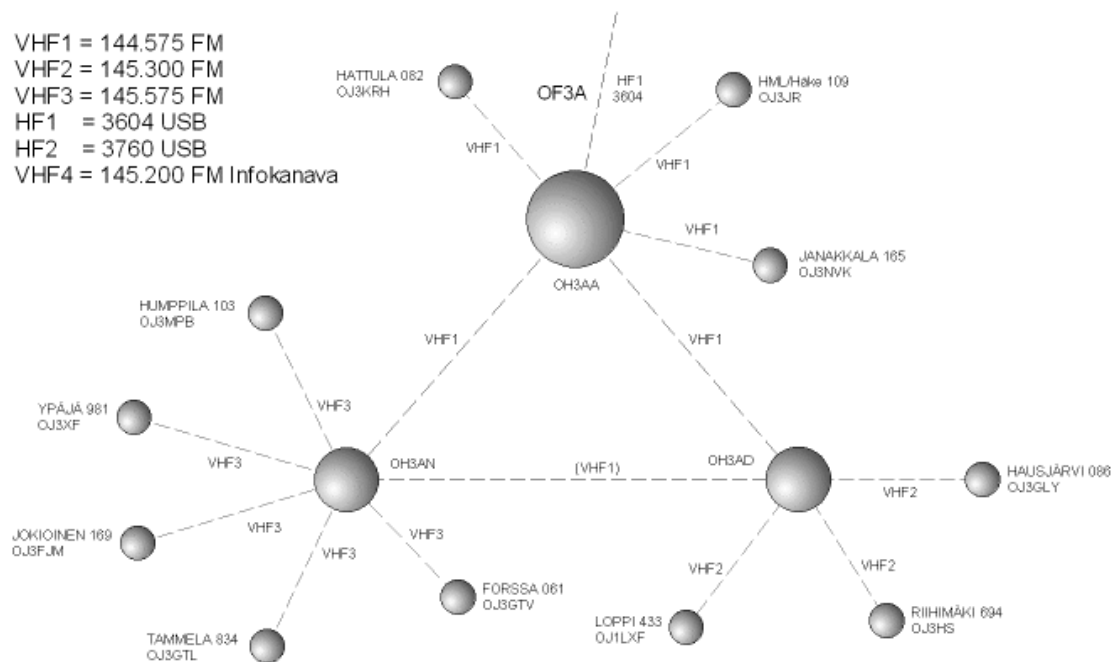 VHF1 = 144.575 FM
VHF2 = 145.300 FM
VHF3 = 145.575 FM
HF1 = 3604 USB
HF2 = 3760 USB
VHF4 = 145.200 FM Infokanava
HATTULA 082
OJ3KRH
OF3A
HF1
3604
HML/Häke 109
OJ3JR
VHF1
VHF1
VHF1
JANAKKALA 165
OJ3NVK
OH3AA
HUMPPILA 103
OJ3MPB
VHF1
VHF1
VHF3
YPÄJÄ 981
OJ3XF
VHF3
OH3AN
(VHF1)
OH3AD
HAUSJÄRVI 086
OJ3GLY
VHF2
JOKIOINEN 169
OJ3FJM
VHF3
VHF3
VHF3
VHF2
VHF2
FORSSA 061
OJ3GTV
LOPPI 433
OJ1LXF
RIIHIMÄKI 694
OJ3HS
TAMMELA 834
OJ3GTL